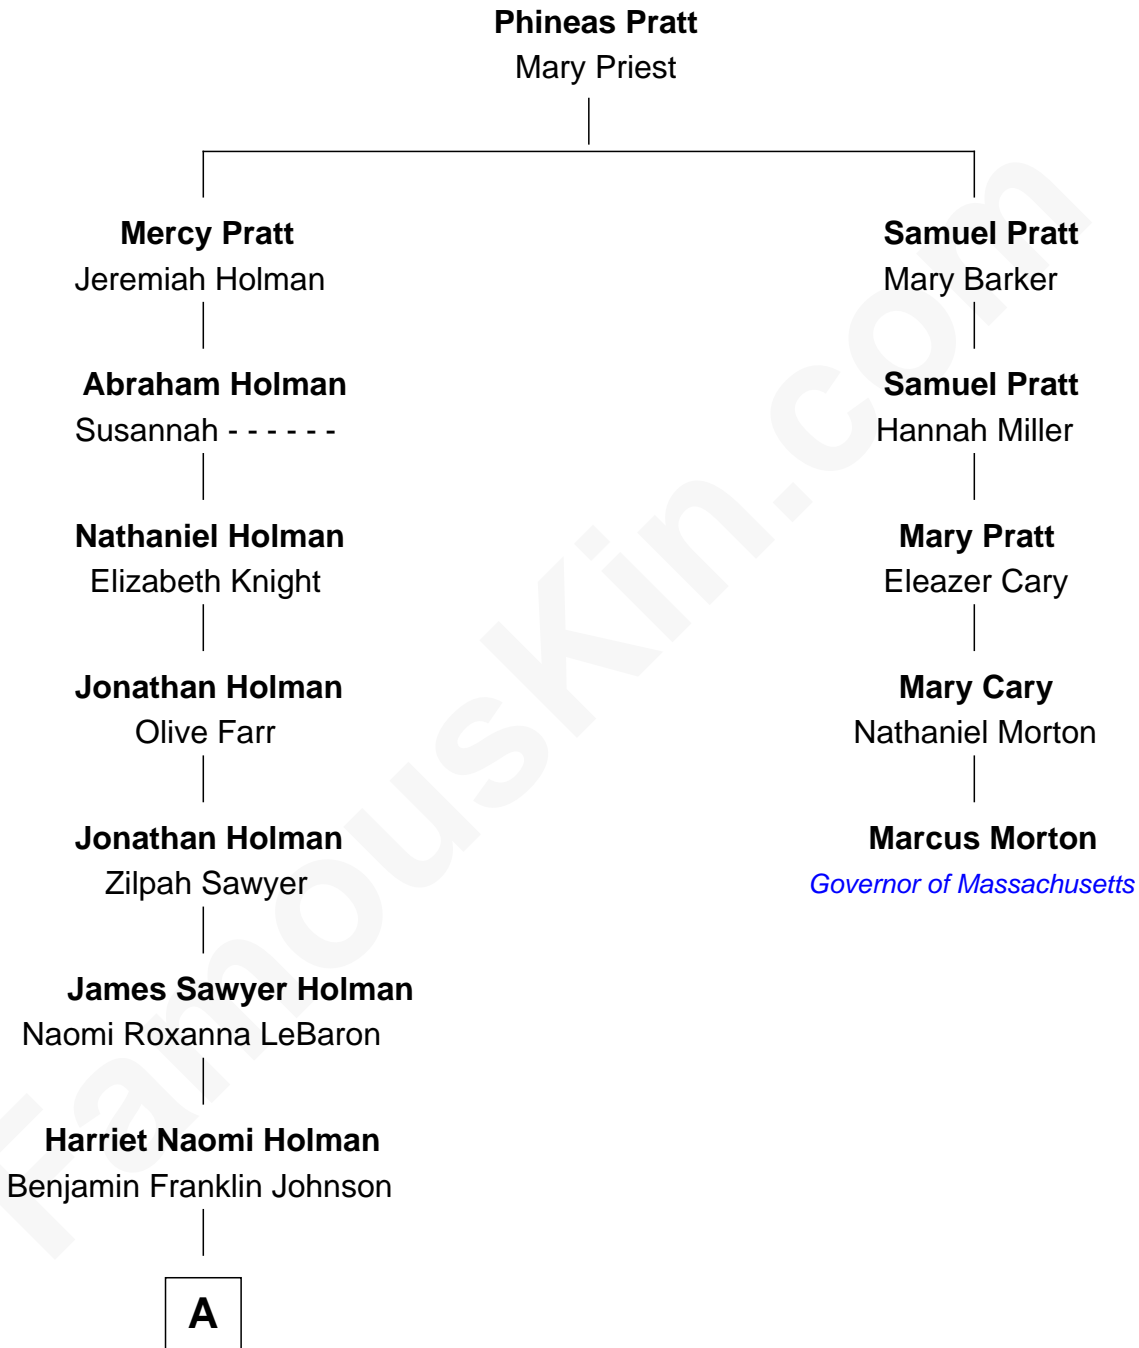 Phineas Pratt
Mary Priest
Mercy Pratt
Jeremiah Holman
Samuel Pratt
Mary Barker
Abraham Holman
Susannah - - - - - -
Samuel Pratt
Hannah Miller
Nathaniel Holman
Elizabeth Knight
Mary Pratt
Eleazer Cary
Jonathan Holman
Olive Farr
Mary Cary
Nathaniel Morton
Jonathan Holman
Zilpah Sawyer
Marcus Morton
Governor of Massachusetts
James Sawyer Holman
Naomi Roxanna LeBaron
Harriet Naomi Holman
Benjamin Franklin Johnson
A
FamousKin.com